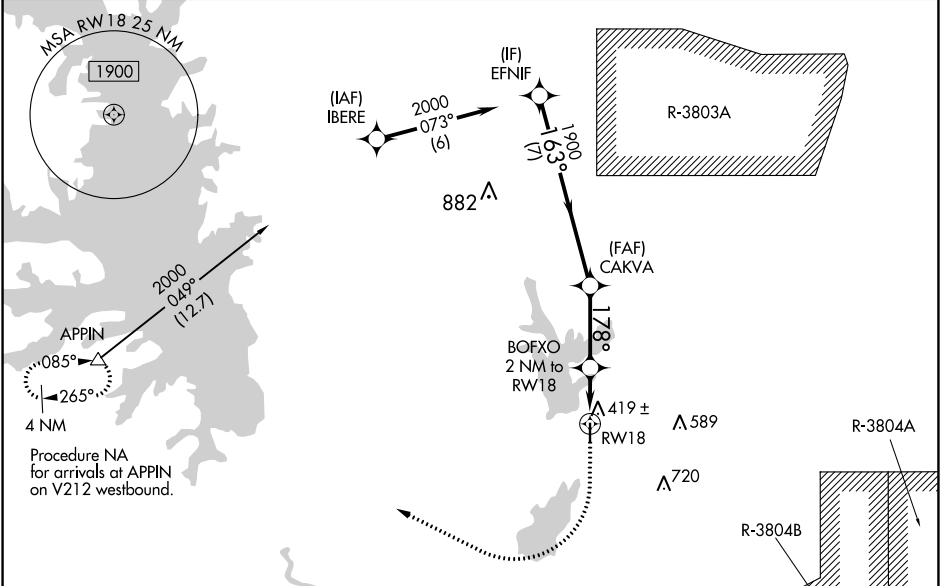 MSA RW18 25 NM
1900
(IAF)
IBERE
2000
073°
(6)
(IF)
EFNIF
1900
163°
(7)
R-3803A
882
(FAF)
CAKVA
178°
2000
049°
(12.7)
APPIN
085°
265°
4 NM
BOFXO
2 NM to
RW18
419 ±
RW18
589
720
Procedure NA
for arrivals at APPIN
on V212 westbound.
R-3804A
R-3804B